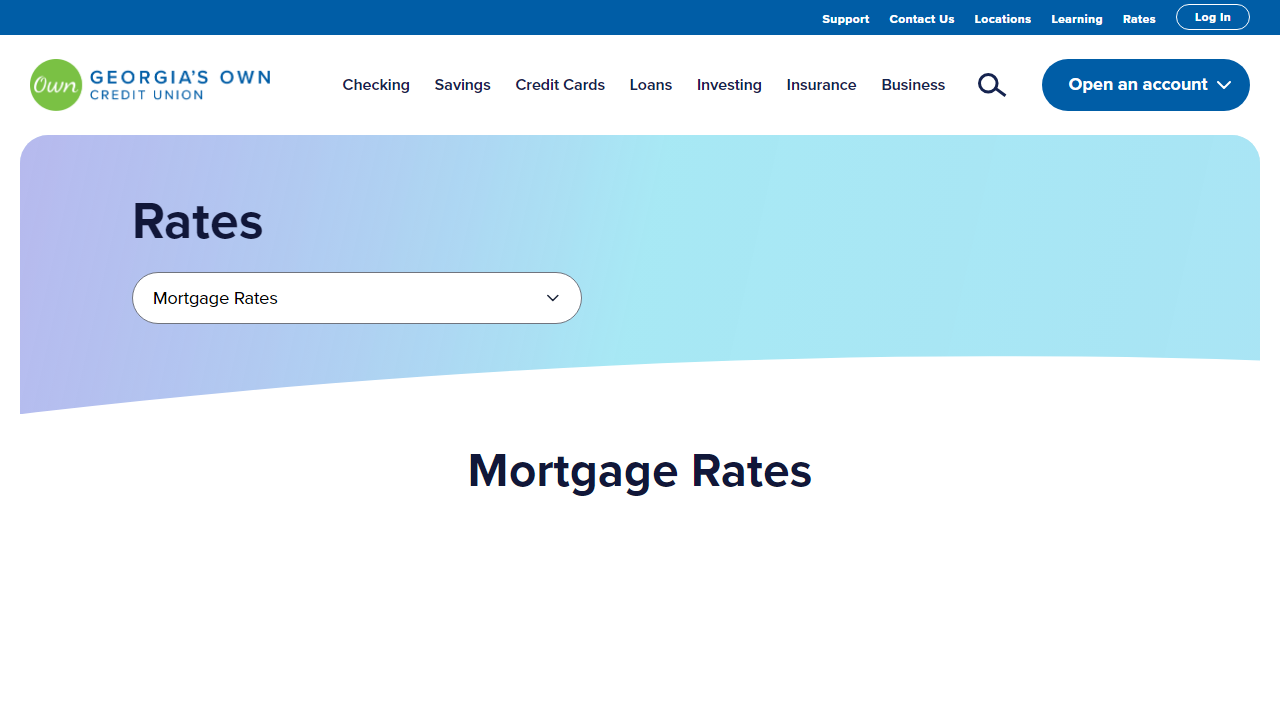 Support Contact Us Locations Learning Rates Log In
Own GEORGIA'S OWN
CREDIT UNION
Checking Savings Credit Cards Loans Investing Insurance Business Open an account
Rates
Mortgage Rates
Mortgage Rates